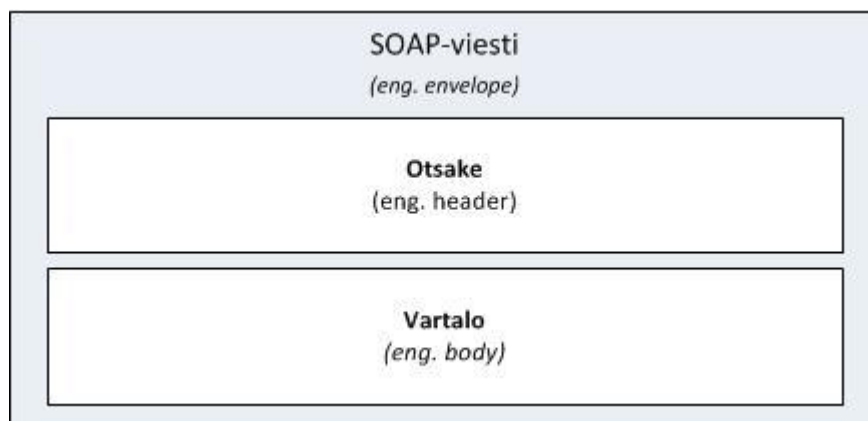 SOAP-viesti
(eng. envelope)
Otsake
(eng. header)
Vartalo
(eng. body)